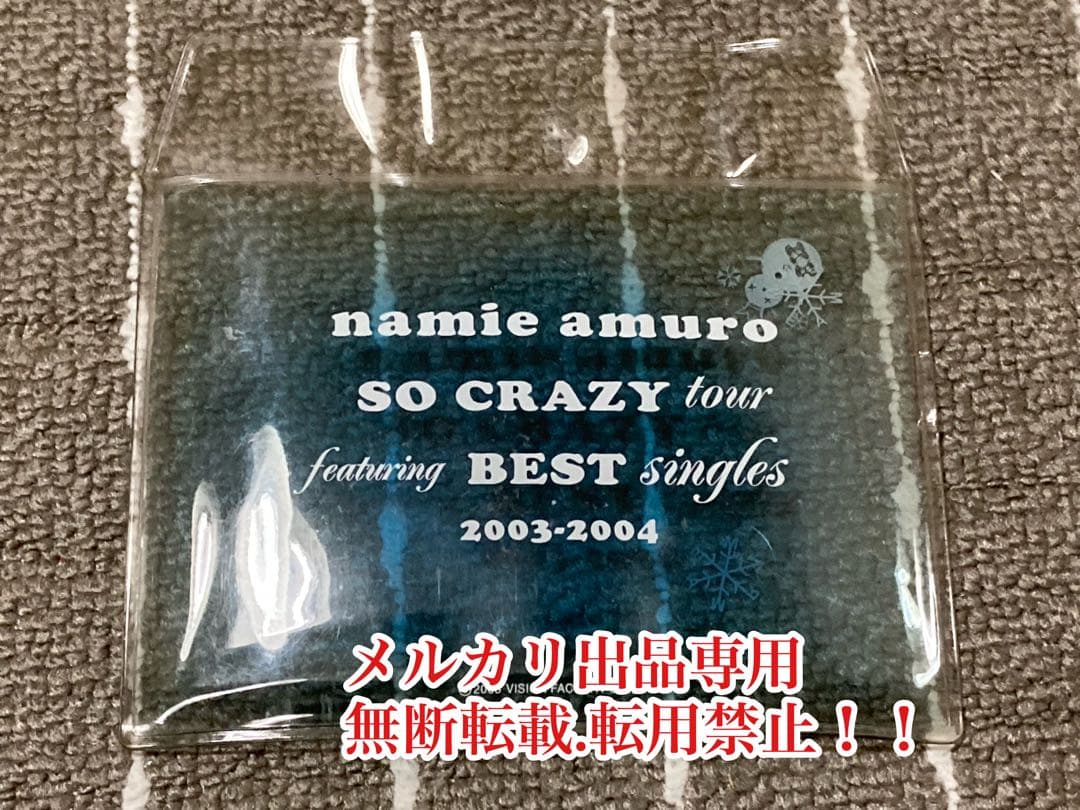 namie amuro
SO CRAZY tour
featuring BEST singles
2003-2004
メルカリ出品専用
無断転載.転用禁止！！